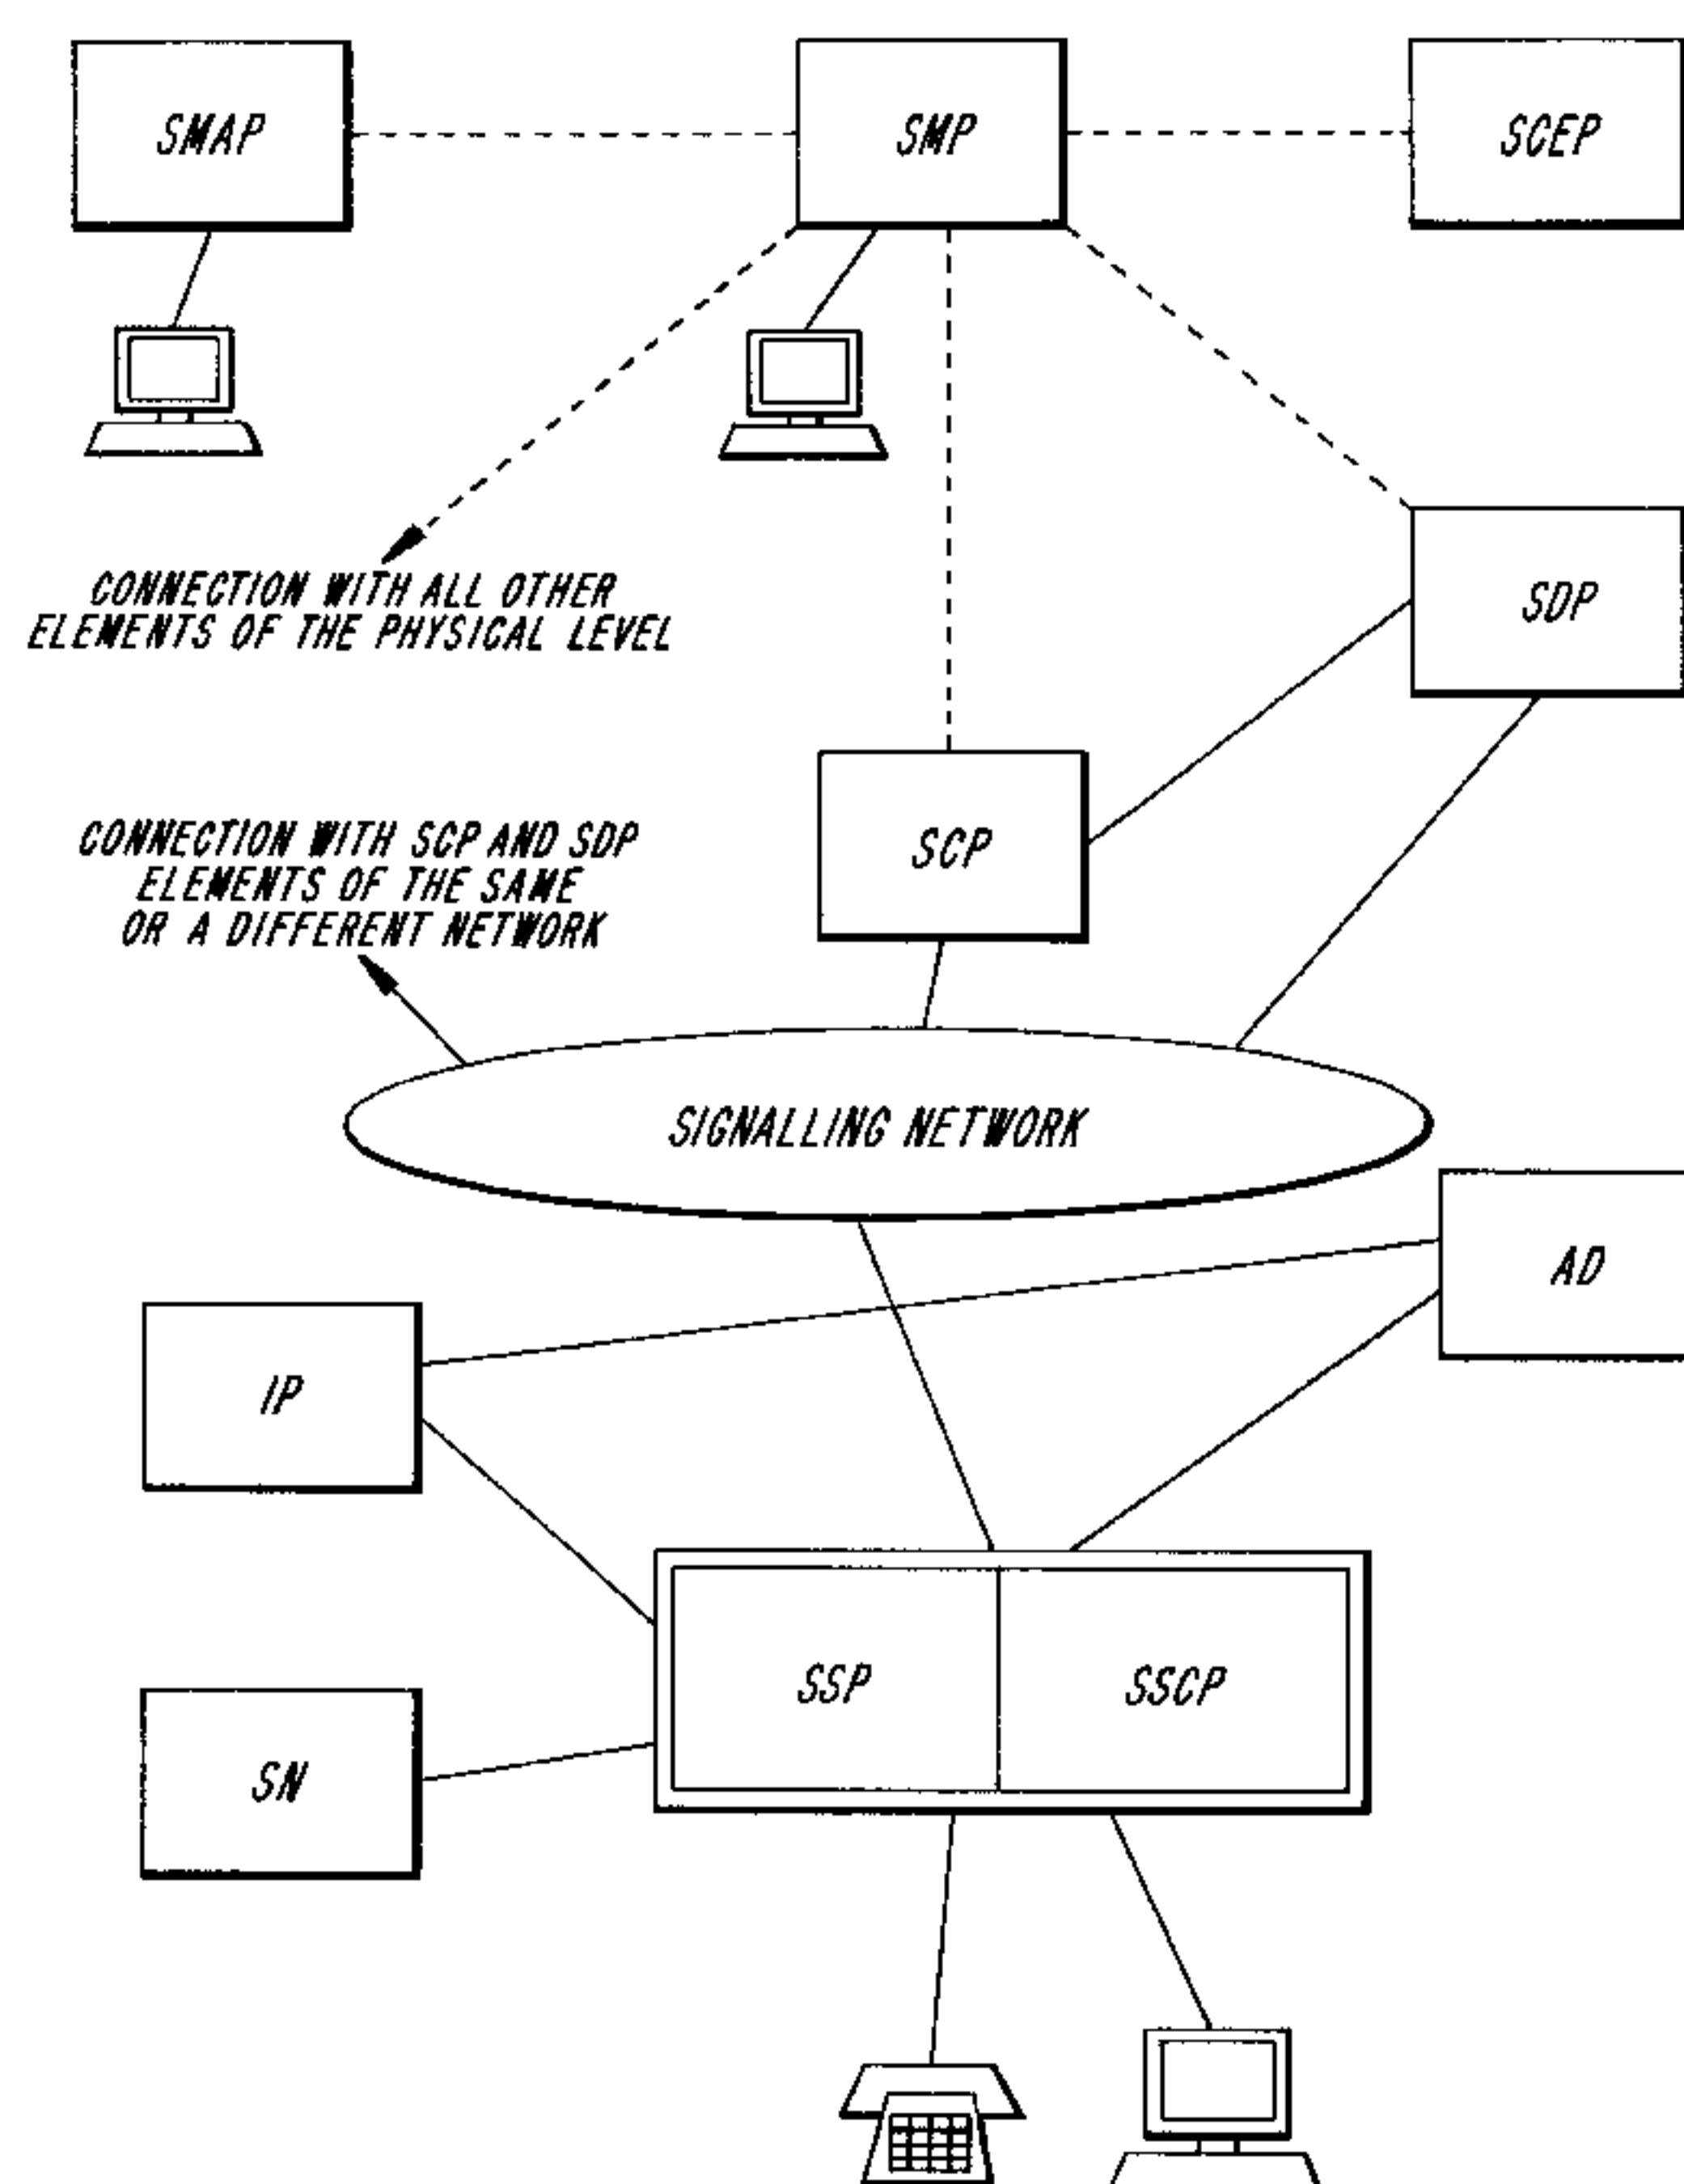 SMAP
SMP
SCEP
CONNECTION WITH ALL OTHER
ELEMENTS OF THE PHYSICAL LEVEL
SDP
SCP
CONNECTION WITH SCP AND SDP
ELEMENTS OF THE SAME
OR A DIFFERENT NETWORK
SIGNALLING NETWORK
AD
IP
SSP
SSCP
SN